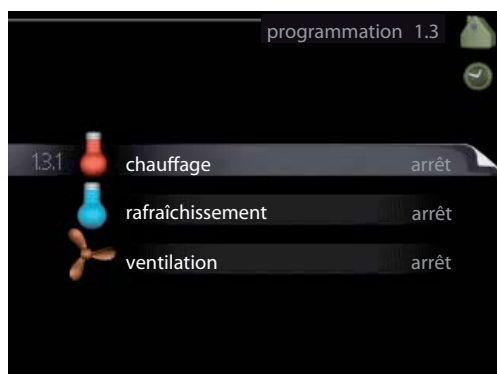 programmation 1.3
1.3.1 chauffage arrêt
rafraîchissement arrêt
ventilation arrêt